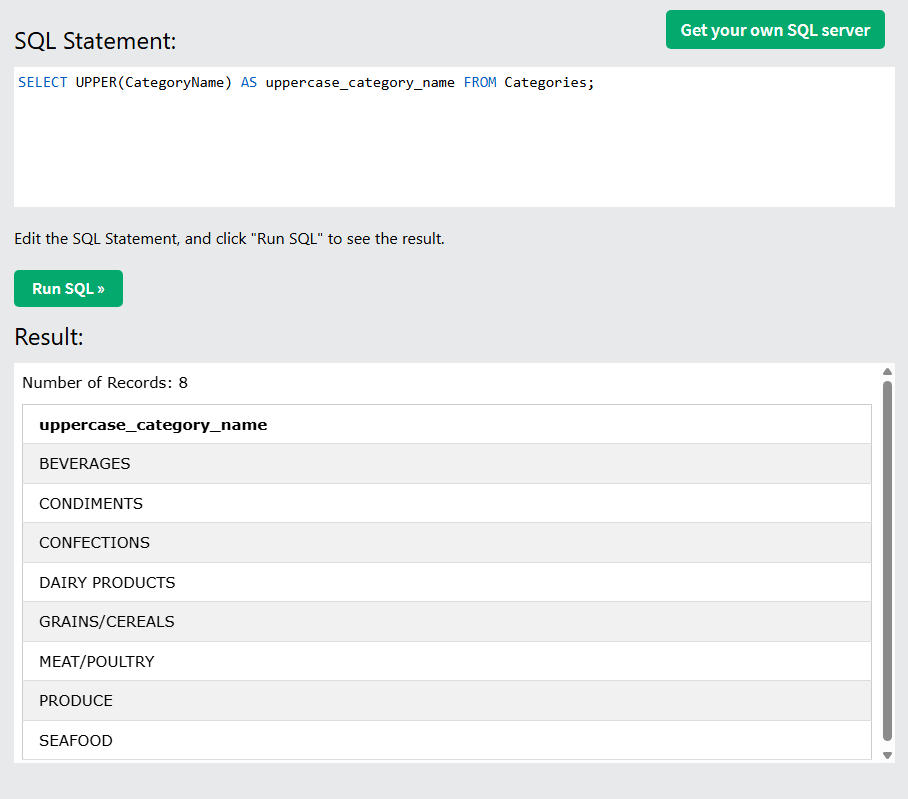 Get your own SQL server
SQL Statement:
SELECT UPPER(CategoryName) AS uppercase_category_name FROM Categories;
Edit the SQL Statement, and click "Run SQL" to see the result.
Run SQL »
Result:
Number of Records: 8
uppercase_category_name
BEVERAGES
CONDIMENTS
CONFECTIONS
DAIRY PRODUCTS
GRAINS/CEREALS
MEAT/POULTRY
PRODUCE
SEAFOOD